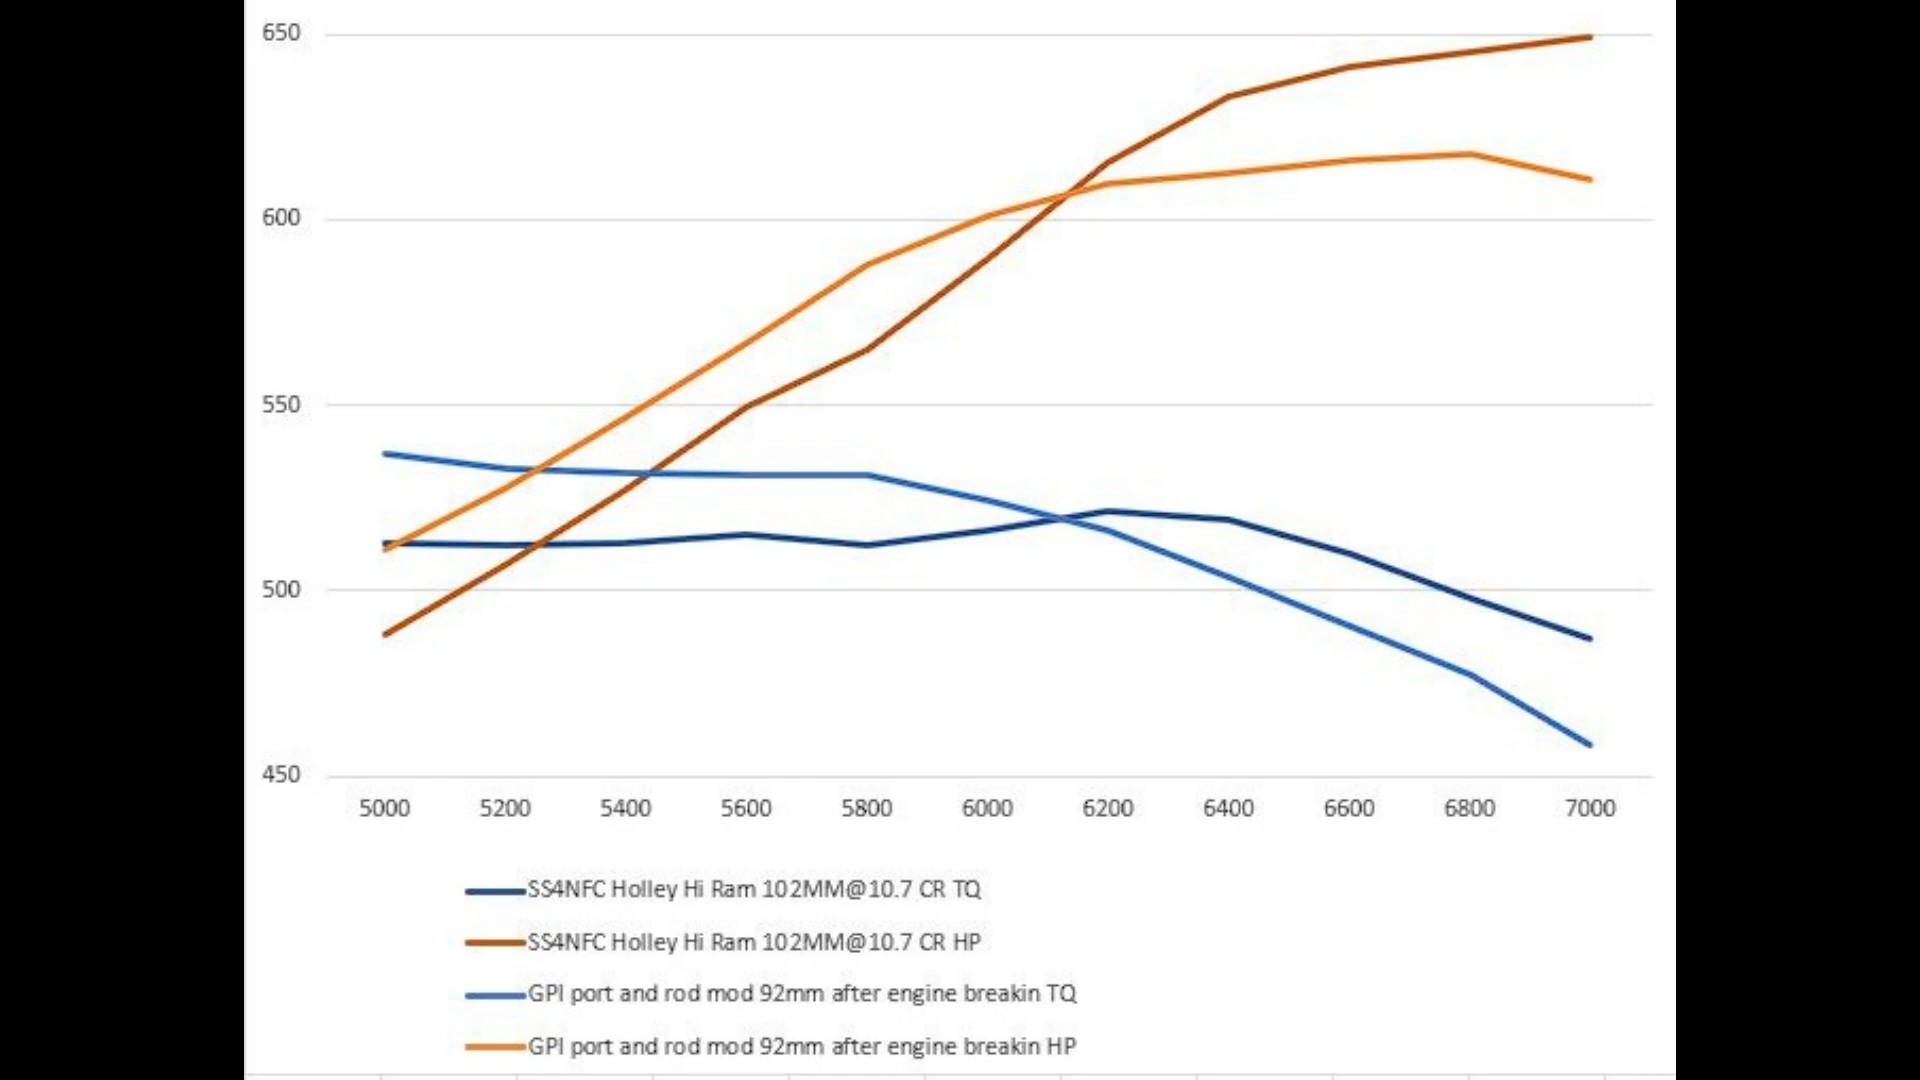 650
600
550
500
450
5000 5200 5400 5600 5800 6000 6200 6400 6600 6800 7000
SS4NFC Holley Hi Ram 102MM@10.7 CR TQ
SS4NFC Holley Hi Ram 102MM@10.7 CR HP
GPI port and rod mod 92mm after engine breakin TQ
GPI port and rod mod 92mm after engine breakin HP